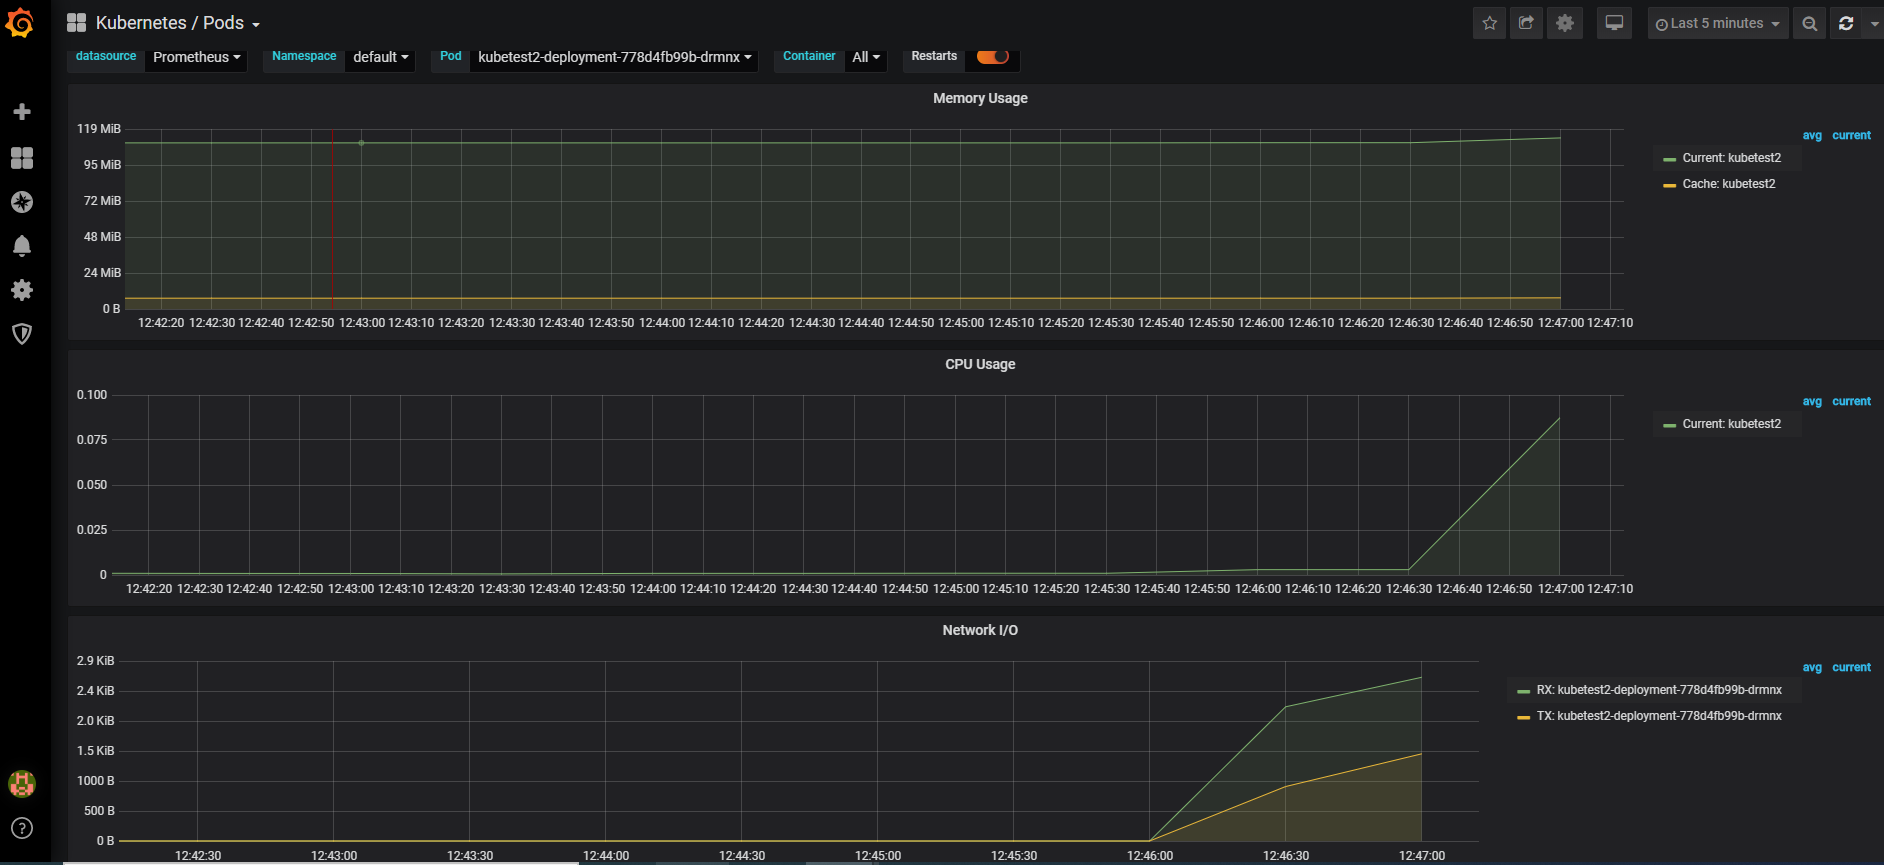 Kubernetes / Pods
Last 5 minutes
datasource Prometheus Namespace default Pod kubetest2-deployment-778d4fb99b-drmnx Container All Restarts
Memory Usage
119 MiB
95 MiB
72 MiB
48 MiB
24 MiB
0 B
12:42:20 12:42:30 12:42:40 12:42:50 12:43:00 12:43:10 12:43:20 12:43:30 12:43:40 12:43:50 12:44:00 12:44:10 12:44:20 12:44:30 12:44:40 12:44:50 12:45:00 12:45:10 12:45:20 12:45:30 12:45:40 12:45:50 12:46:00 12:46:10 12:46:20 12:46:30 12:46:40 12:46:50 12:47:00 12:47:10
avg current
Current: kubetest2
Cache: kubetest2
CPU Usage
0.100
0.075
0.050
0.025
0
12:42:20 12:42:30 12:42:40 12:42:50 12:43:00 12:43:10 12:43:20 12:43:30 12:43:40 12:43:50 12:44:00 12:44:10 12:44:20 12:44:30 12:44:40 12:44:50 12:45:00 12:45:10 12:45:20 12:45:30 12:45:40 12:45:50 12:46:00 12:46:10 12:46:20 12:46:30 12:46:40 12:46:50 12:47:00 12:47:10
avg current
Current: kubetest2
Network I/O
2.9 KiB
2.4 KiB
2.0 KiB
1.5 KiB
1000 B
500 B
0 B
12:42:30 12:43:00 12:43:30 12:44:00 12:44:30 12:45:00 12:45:30 12:46:00 12:46:30 12:47:00
avg current
RX: kubetest2-deployment-778d4fb99b-drmnx
TX: kubetest2-deployment-778d4fb99b-drmnx